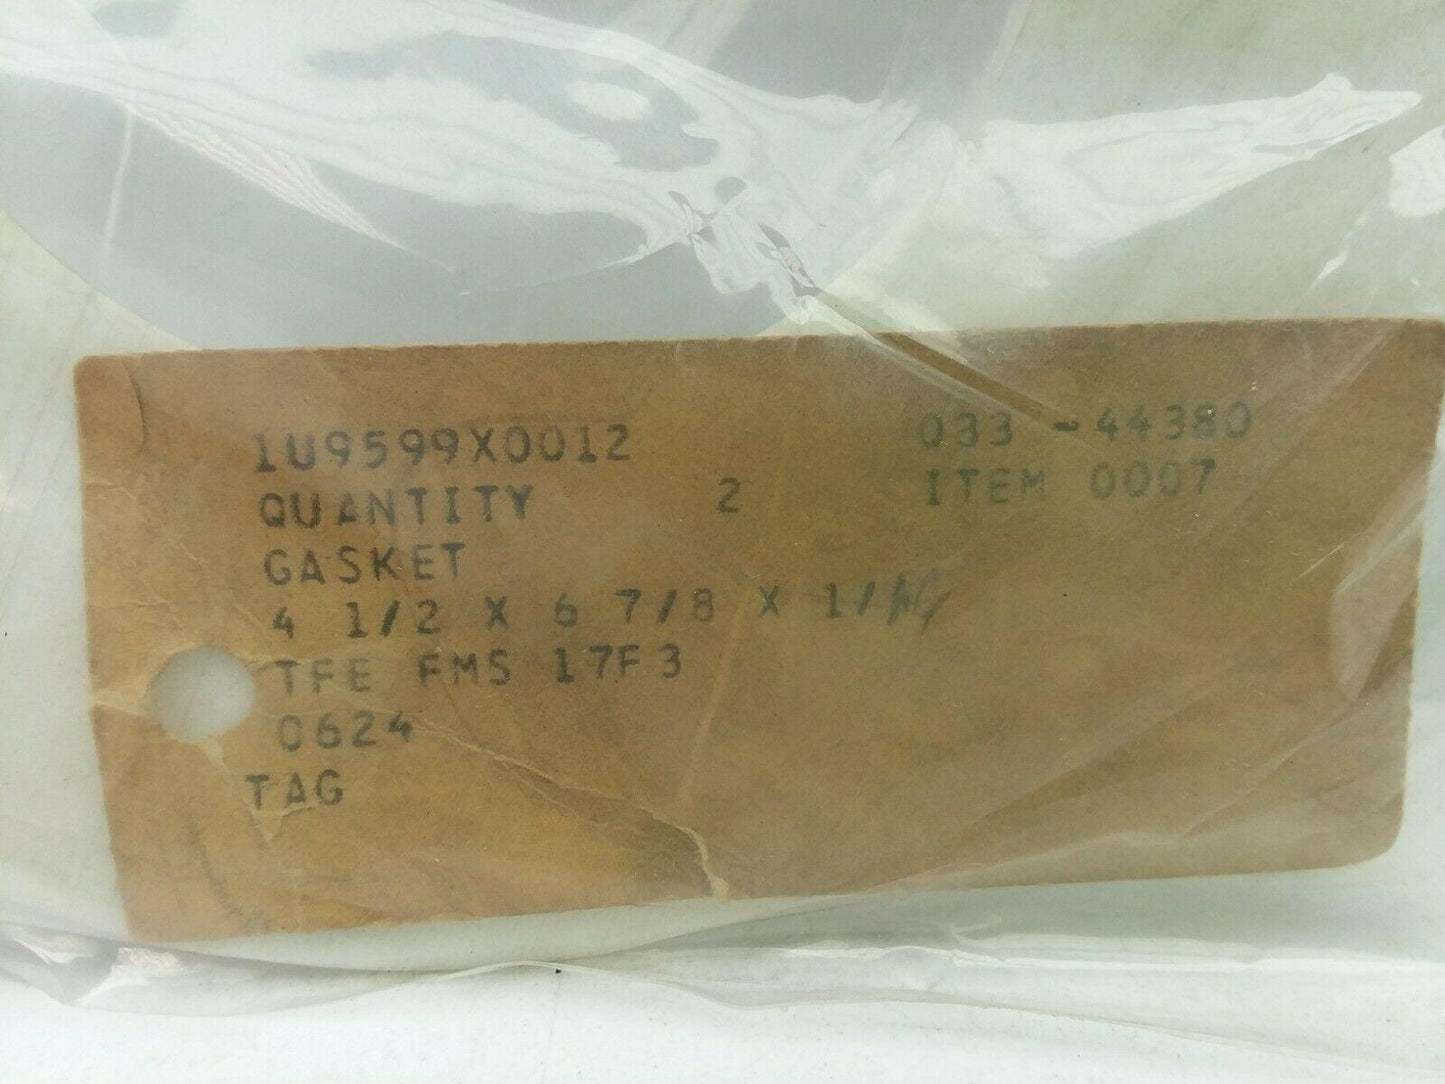 1U9599X0012 033-44380
QUANTITY 2 ITEM 0007
GASKET
4 1/2 X 6 7/8 X 1/
TFE FMS 17F3
0624
TAG